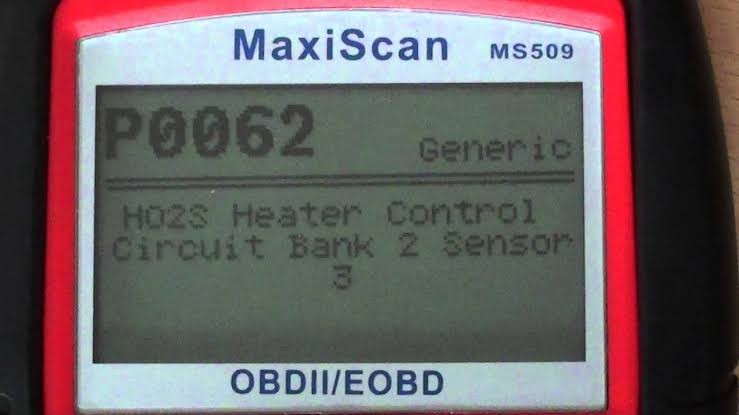 MaxiScan MS509
P0062 Generic
HO2S Heater Control
Circuit Bank 2 Sensor
3
OBDII/EOBD